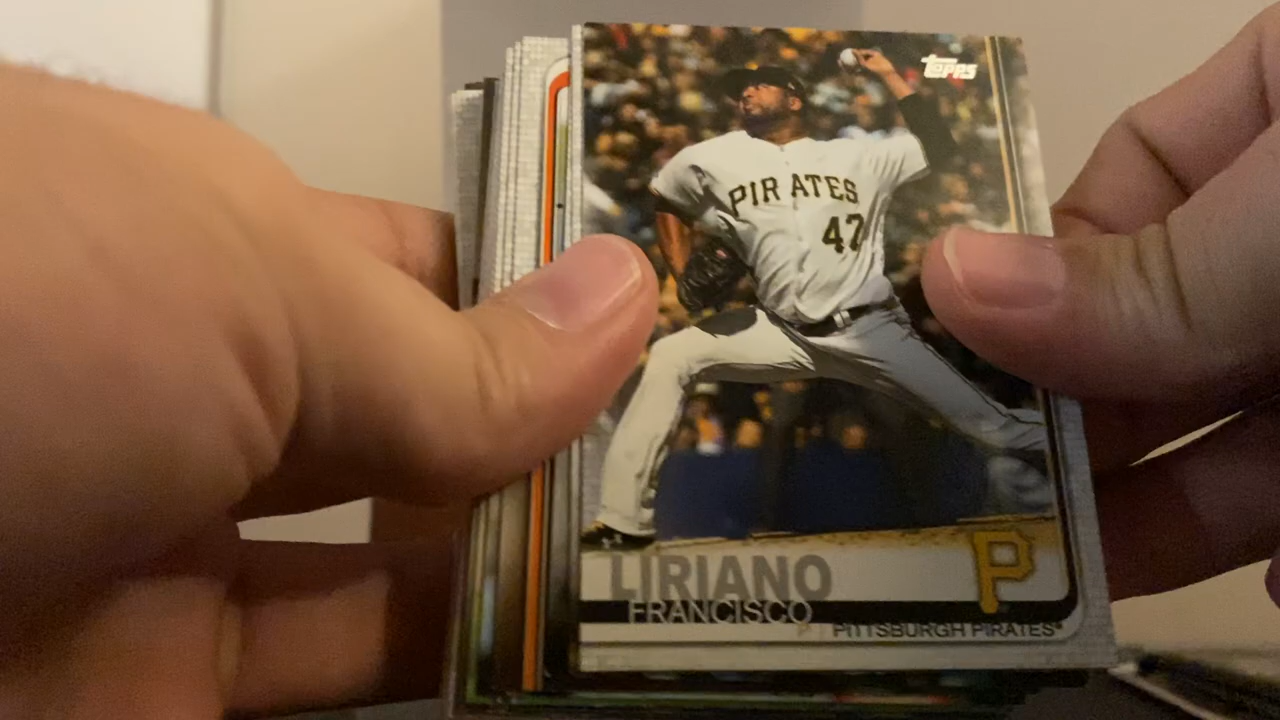 Topps
PIRATES
47
P
LIRIANO
FRANCISCO
P PITTSBURGH PIRATES®